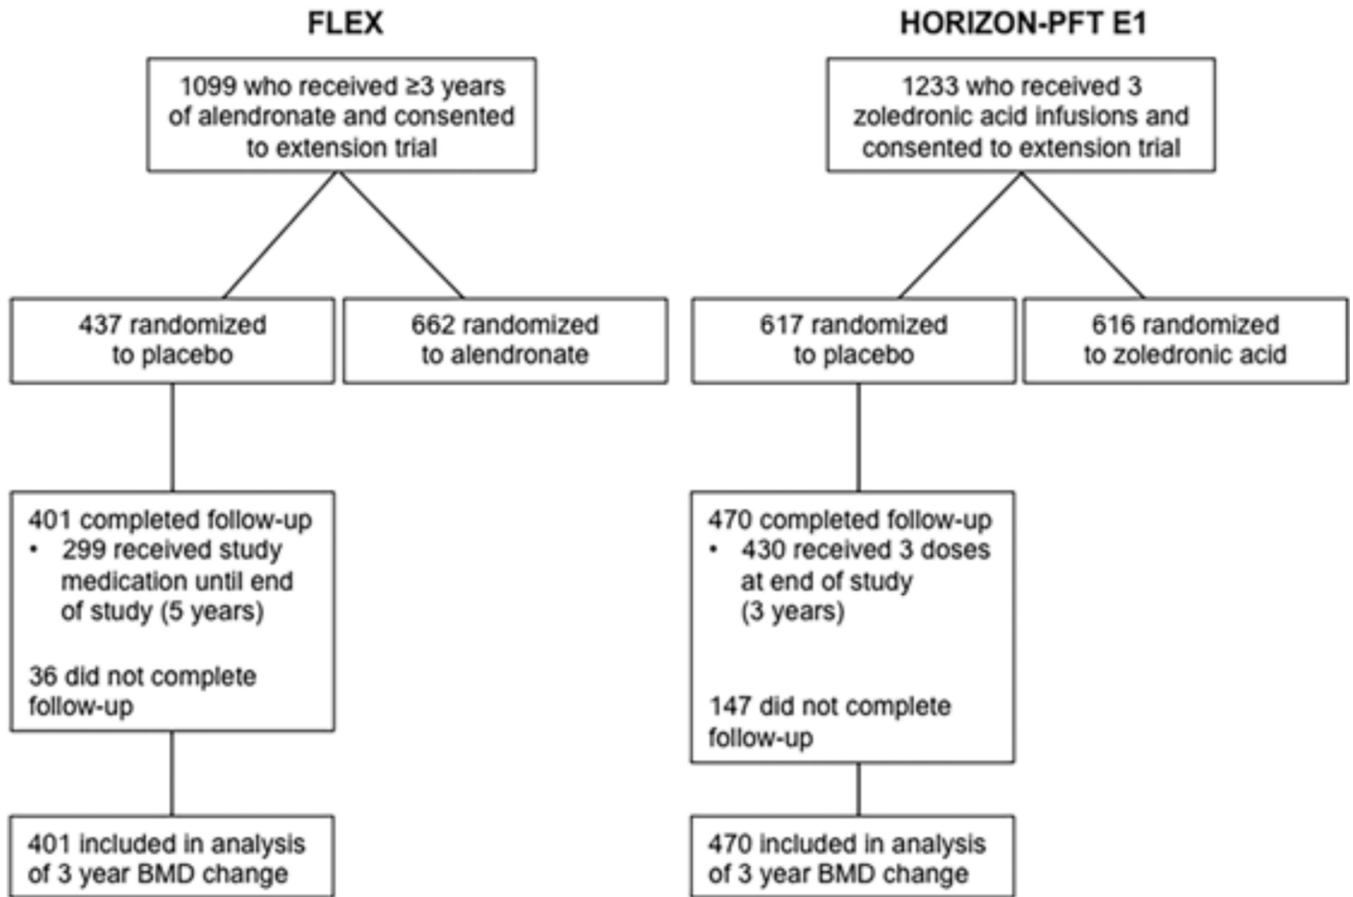 FLEX
1099 who received ≥3 years
of alendronate and consented
to extension trial
437 randomized
to placebo
662 randomized
to alendronate
401 completed follow-up
• 299 received study
medication until end
of study (5 years)
36 did not complete
follow-up
401 included in analysis
of 3 year BMD change
HORIZON-PFT E1
1233 who received 3
zoledronic acid infusions and
consented to extension trial
617 randomized
to placebo
616 randomized
to zoledronic acid
470 completed follow-up
• 430 received 3 doses
at end of study
(3 years)
147 did not complete
follow-up
470 included in analysis
of 3 year BMD change